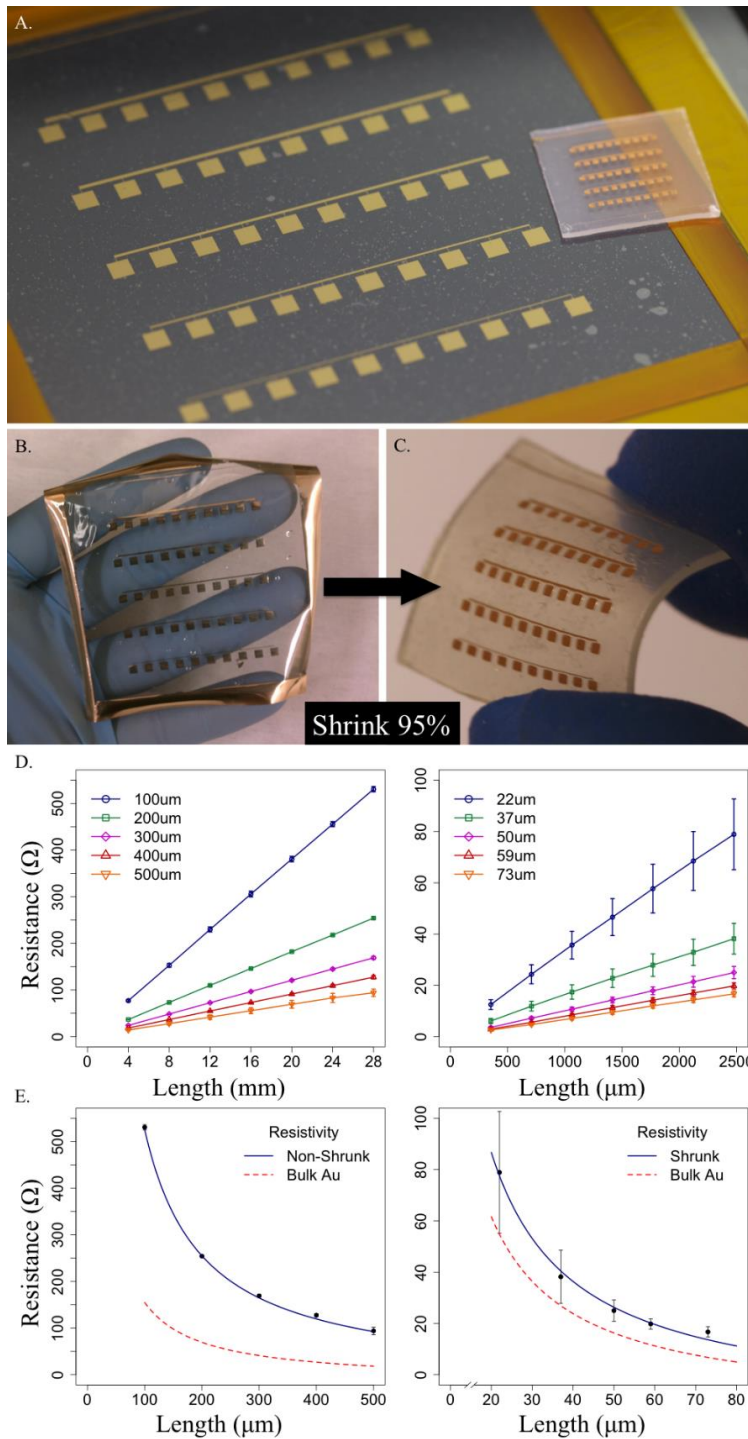 A.
B.
C.
Shrink 95%
D.
Resistance (Ω)
500
400
300
200
100
0
100um
200um
300um
400um
500um
0 4 8 12 16 20 24 28
Length (mm)
100
80
60
40
20
0
22um
37um
50um
59um
73um
0 500 1000 1500 2000 2500
Length (μm)
E.
Resistance (Ω)
500
400
300
200
100
0
Resistivity
Non-Shrunk
Bulk Au
0 100 200 300 400 500
Length (μm)
100
80
60
40
20
0
Resistivity
Shrunk
Bulk Au
0 20 30 40 50 60 70 80
Length (μm)